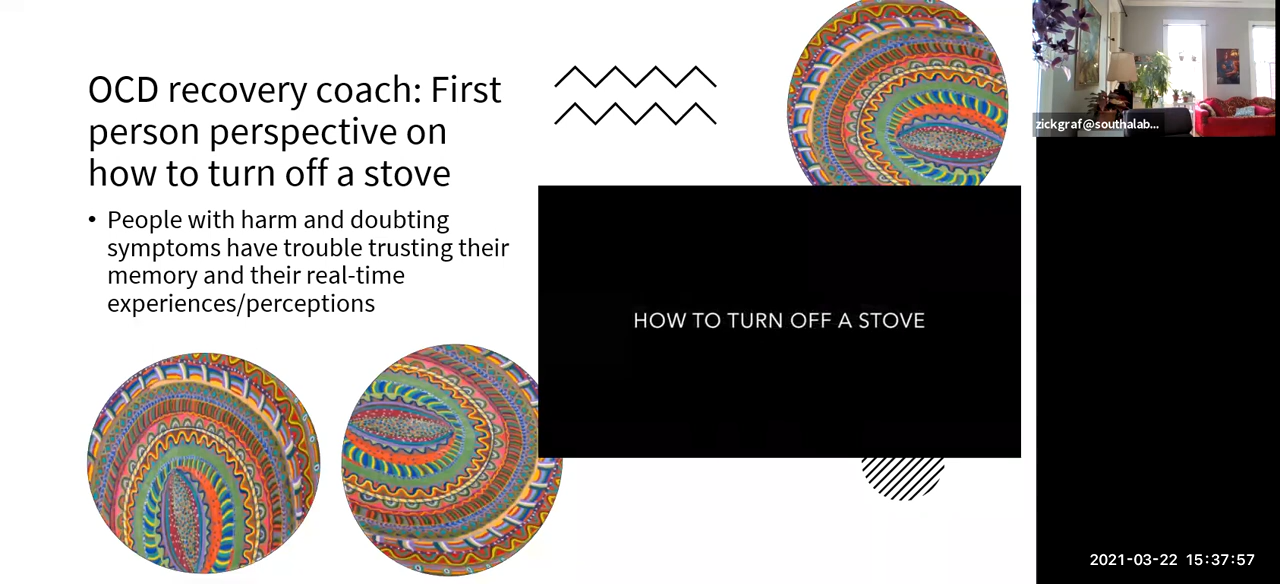 OCD recovery coach: First
person perspective on
how to turn off a stove
• People with harm and doubting
symptoms have trouble trusting their
memory and their real-time
experiences/perceptions
HOW TO TURN OFF A STOVE
zickgraf@southalab...
2021-03-22 15:37:57